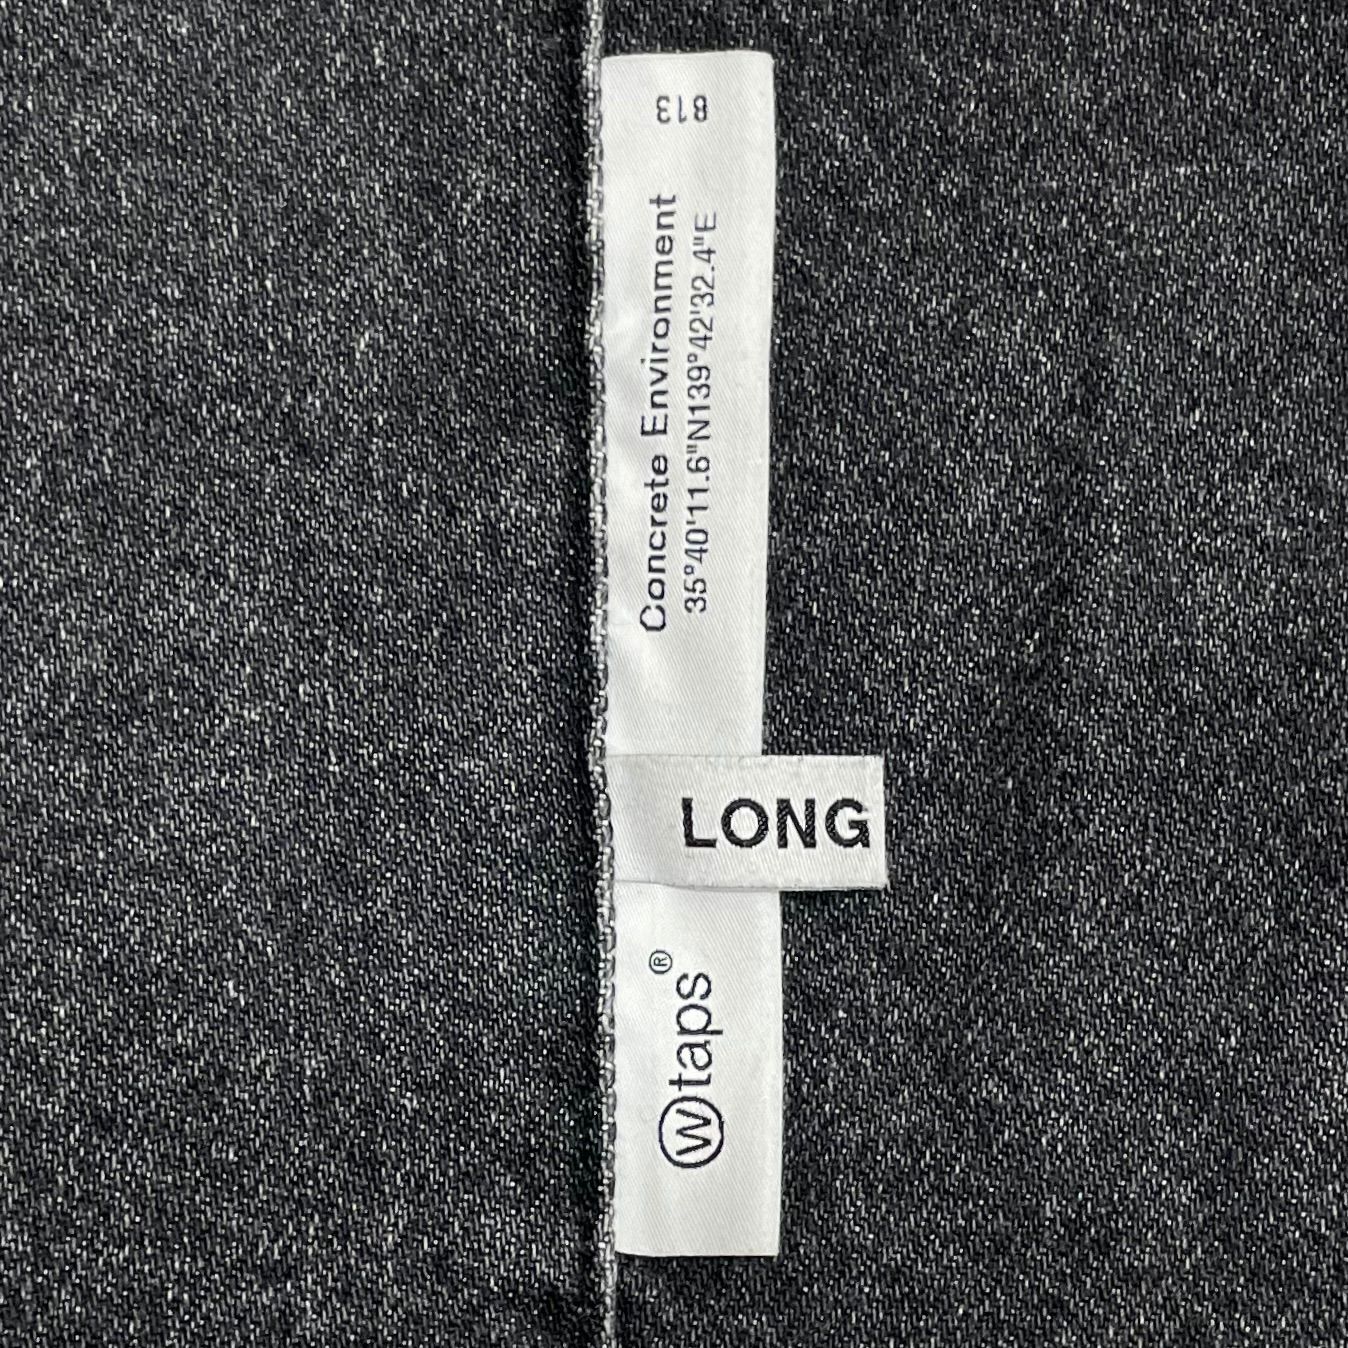 813
Concrete Environment
35°40'11.6"N139°42'32.4"E
LONG
Wtaps®